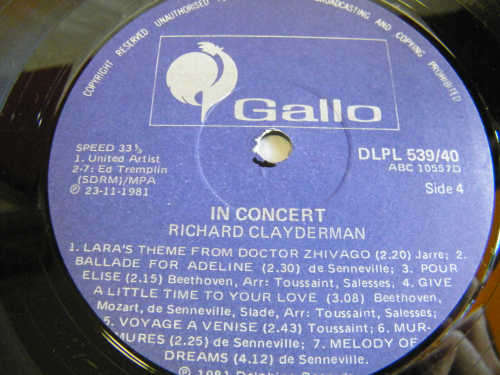 COPYRIGHT RESERVED UNAUTHORISED BROADCASTING AND COPYING PROHIBITED
Gallo
SPEED 33⅓
1. United Artist
2-7: Ed Tremplin
(SDRM)/MPA
℗ 23-11-1981
DLPL 539/40
ABC 10557D
Side 4
IN CONCERT
RICHARD CLAYDERMAN
1. LARA'S THEME FROM DOCTOR ZHIVAGO (2.20) Jarre; 2.
BALLADE FOR ADELINE (2.30) de Senneville; 3. POUR
ELISE (2.15) Beethoven, Arr: Toussaint, Salesses; 4. GIVE
A LITTLE TIME TO YOUR LOVE (3.08) Beethoven,
Mozart, de Senneville, Slade, Arr: Toussaint, Salesses;
5. VOYAGE A VENISE (2.43) Toussaint; 6. MUR-
MURES (2.25) de Senneville; 7. MELODY OF
DREAMS (4.12) de Senneville.
℗ 1981 Delphine